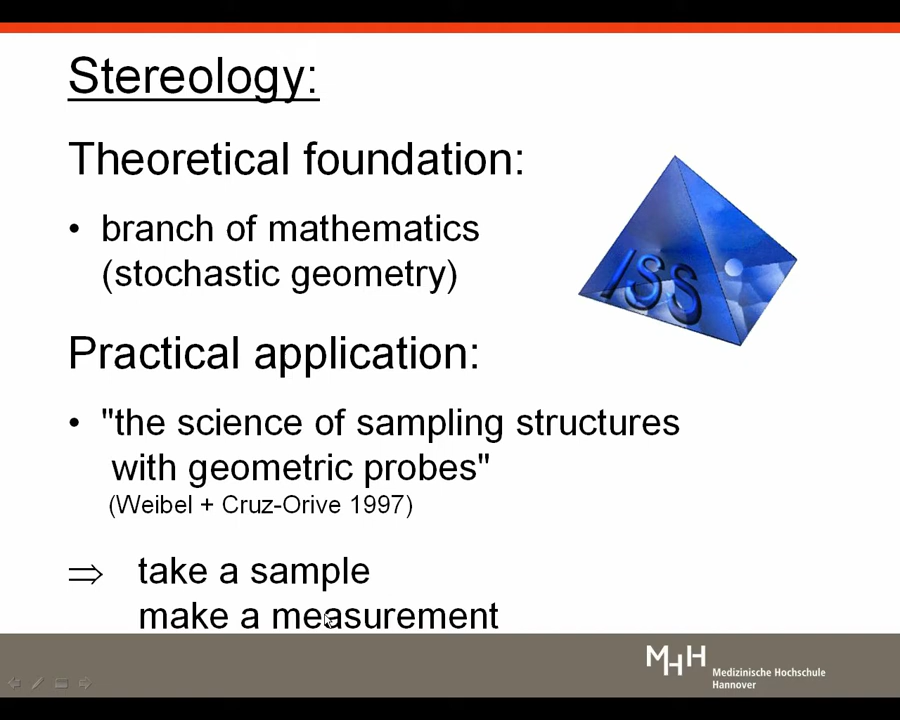 Stereology:
Theoretical foundation:
• branch of mathematics
(stochastic geometry)
ISS
Practical application:
• "the science of sampling structures
with geometric probes"
(Weibel + Cruz-Orive 1997)
⇒ take a sample
make a measurement
MHH
Medizinische Hochschule
Hannover